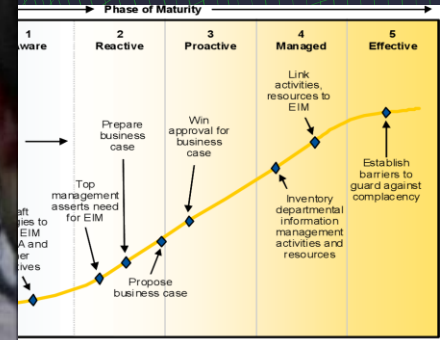 Phase of Maturity
1
2
3
4
5
Reactive
Proactive
Managed
Effective
Link
activities,
resources to
EIM
Prepare
business
case
Win
approval for
business
case
Top
management
asserts need
for EIM
Establish
barriers to
guard against
complacency
Inventory
departmental
information
management
activities and
resources
Propose
business case
to
EIM
and